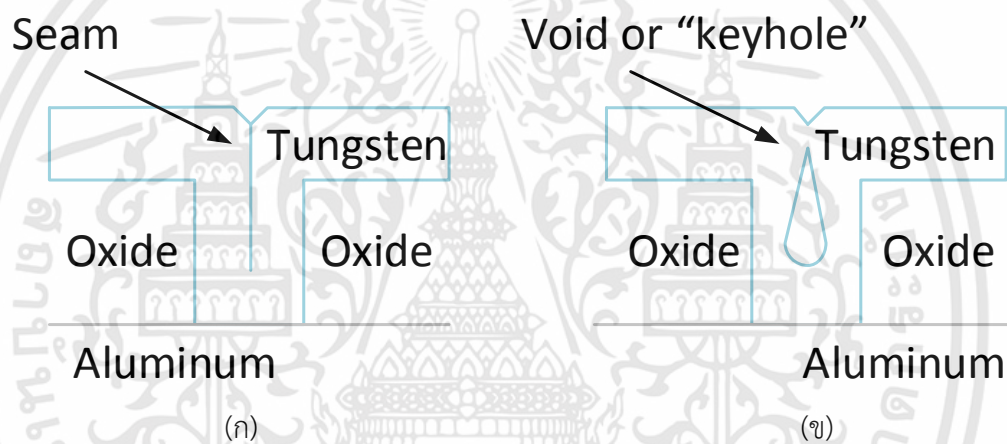 Seam Void or “keyhole”
Tungsten Tungsten
Oxide Oxide Oxide Oxide
Aluminum Aluminum
(ก) (ข)